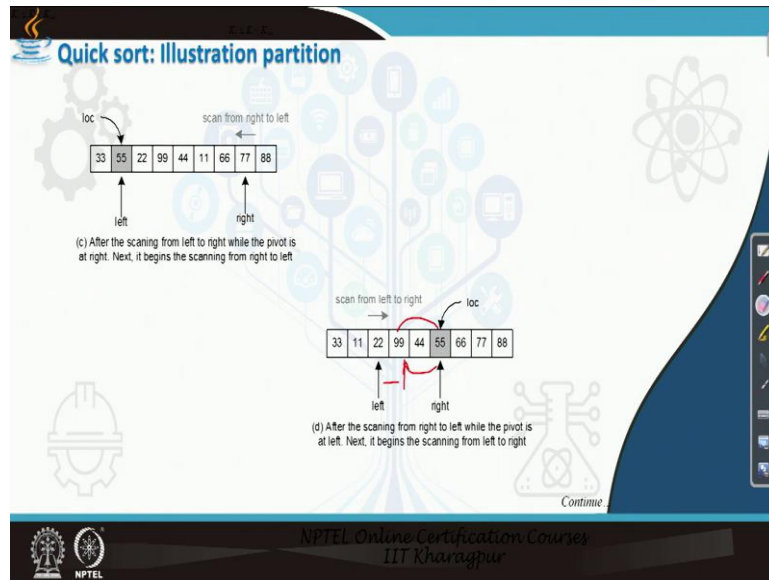 Quick sort: Illustration partition
loc
scan from right to left
33 55 22 99 44 11 66 77 88
left
right
(c) After the scaning from left to right while the pivot is
at right. Next, it begins the scanning from right to left
scan from left to right
loc
33 11 22 99 44 55 66 77 88
left
right
(d) After the scaning from right to left while the pivot is
at left. Next, it begins the scanning from left to right
Continue..
NPTEL Online Certification Courses
IIT Kharagpur
NPTEL